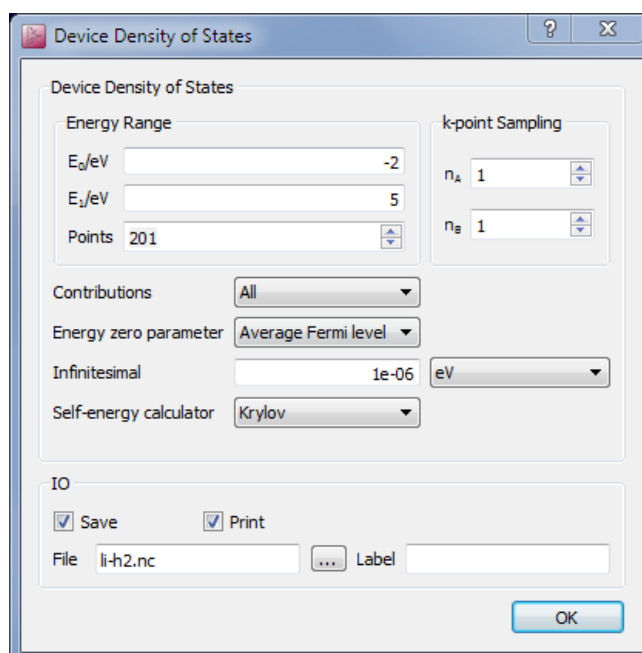 Device Density of States
Device Density of States
Energy Range
E₀/eV -2
E₁/eV 5
Points 201
k-point Sampling
nA 1
nB 1
Contributions All
Energy zero parameter Average Fermi level
Infinitesimal 1e-06 eV
Self-energy calculator Krylov
IO
Save Print
File li-h2.nc ... Label
OK